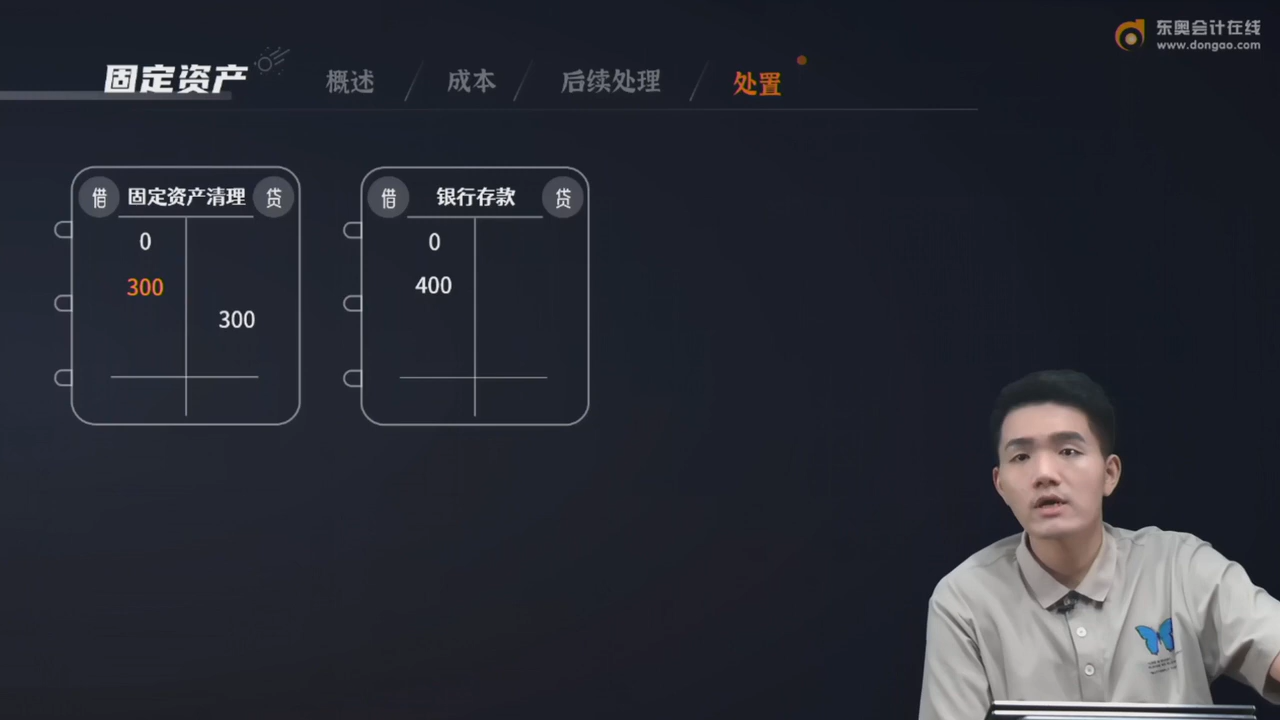 东奥会计在线
www.dongao.com
固定资产 概述 / 成本 / 后续处理 / 处置
借 固定资产清理 贷
0
300
300
借 银行存款 贷
0
400